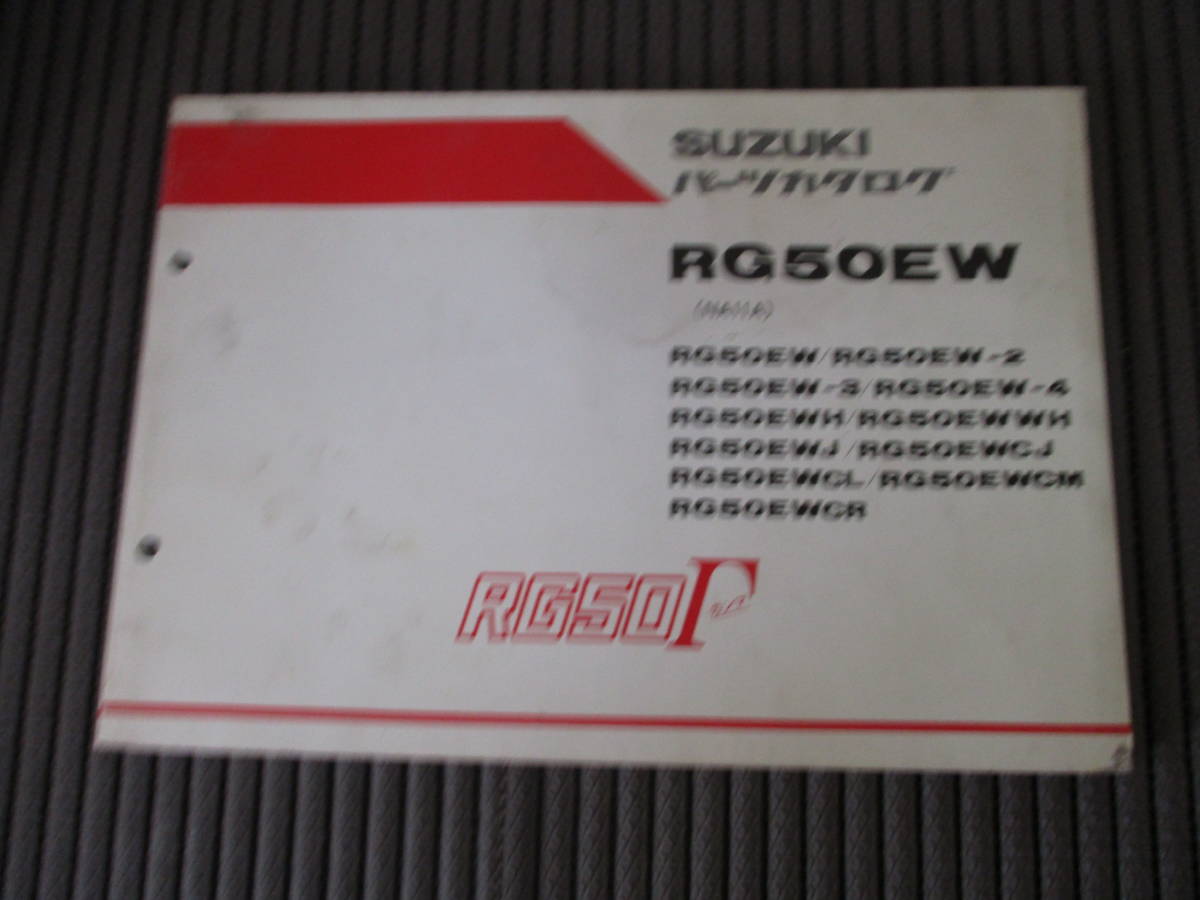 SUZUKI
パーツカタログ
RG50EW
(NA11A)
RG50EW/RG50EW-2
RG50EW-3/RG50EW-4
RG50EWH/RG50EWWH
RG50EWJ/RG50EWCJ
RG50EWCL/RG50EWCM
RG50EWCR
RG50Γ